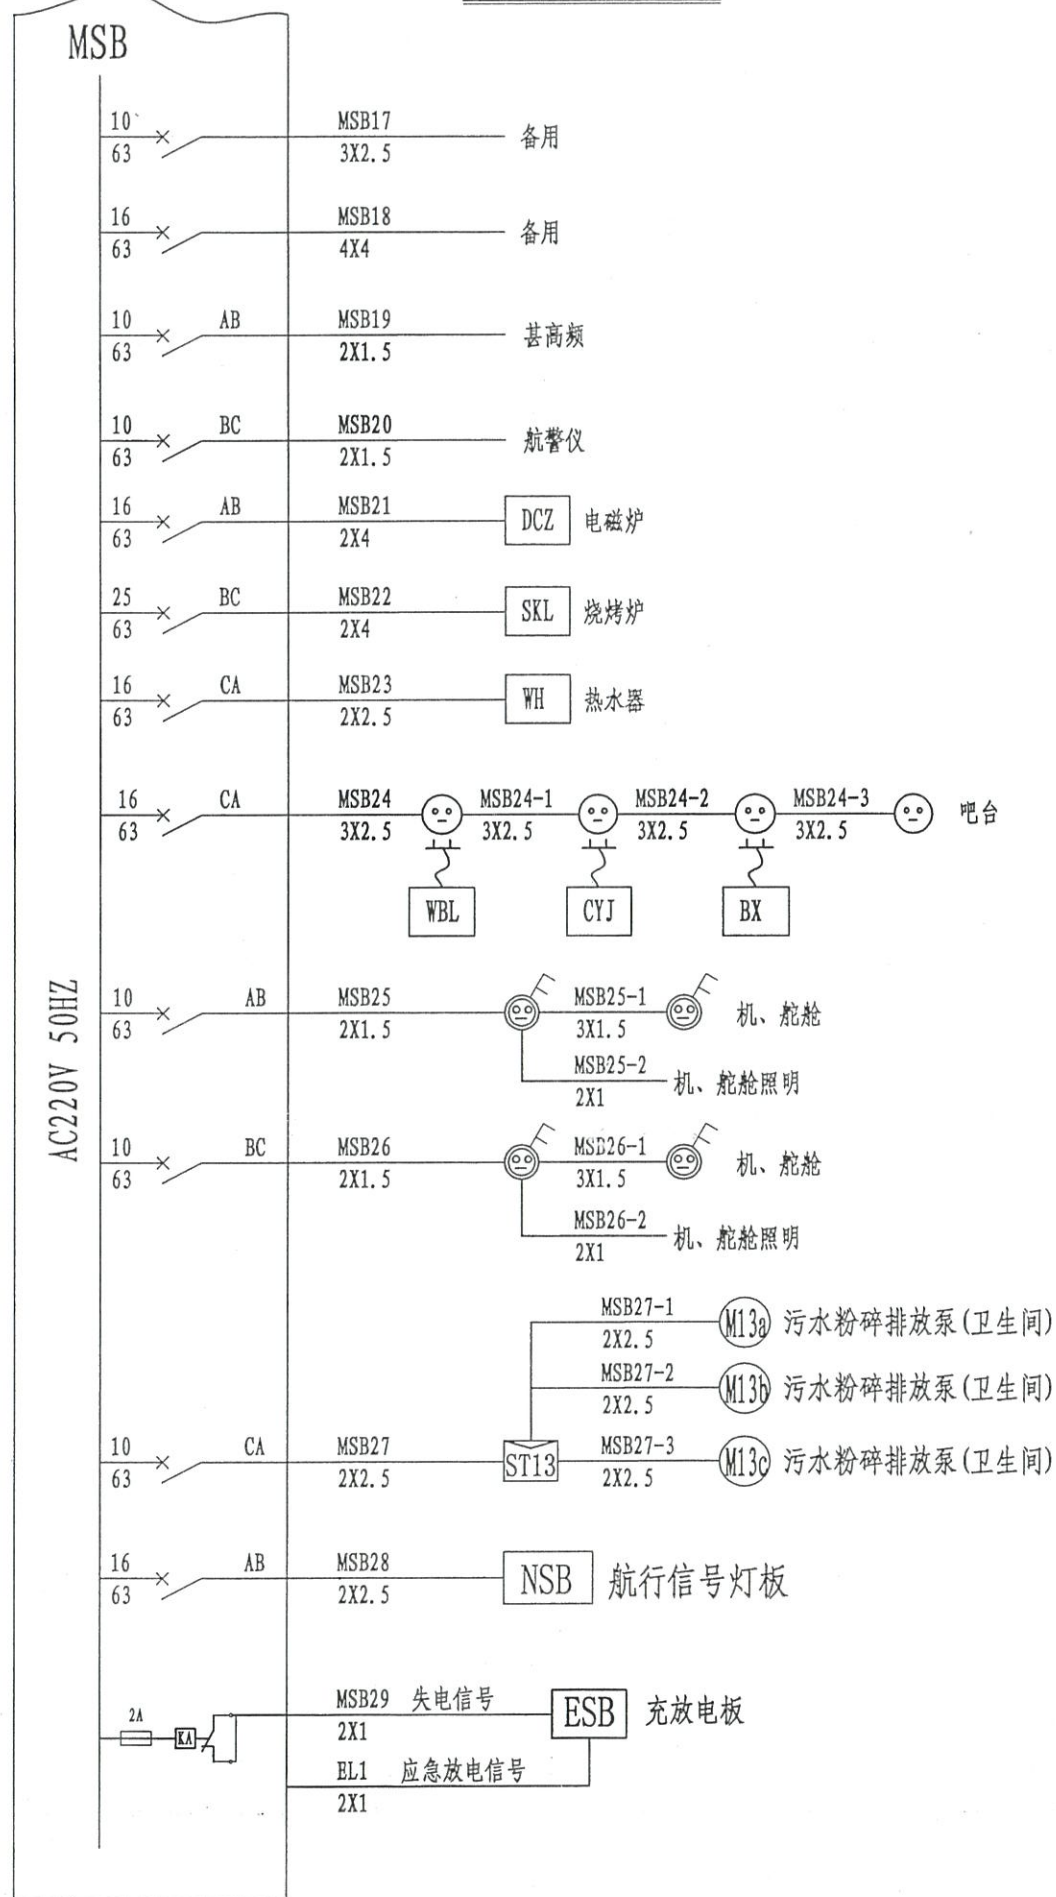 MSB
10 MSB17
63 3X2.5 备用
16 MSB18
63 4X4 备用
10 AB MSB19
63 2X1.5 甚高频
10 BC MSB20
63 2X1.5 航警仪
16 AB MSB21
63 2X4 DCZ 电磁炉
25 BC MSB22
63 2X4 SKL 烧烤炉
16 CA MSB23
63 2X2.5 WH 热水器
16 CA MSB24 MSB24-1 MSB24-2 MSB24-3 吧台
63 3X2.5 3X2.5 3X2.5 3X2.5
WBL CYJ BX
AC220V 50HZ
10 AB MSB25 MSB25-1
63 2X1.5 3X1.5 机、舵舱
MSB25-2
2X1 机、舵舱照明
10 BC MSB26 MSB26-1
63 2X1.5 3X1.5 机、舵舱
MSB26-2
2X1 机、舵舱照明
MSB27-1
2X2.5 M13a 污水粉碎排放泵(卫生间)
MSB27-2
2X2.5 M13b 污水粉碎排放泵(卫生间)
10 CA MSB27 MSB27-3
63 2X2.5 ST13 2X2.5 M13c 污水粉碎排放泵(卫生间)
16 AB MSB28
63 2X2.5 NSB 航行信号灯板
MSB29 失电信号
2A KA 2X1 ESB 充放电板
EL1 应急放电信号
2X1